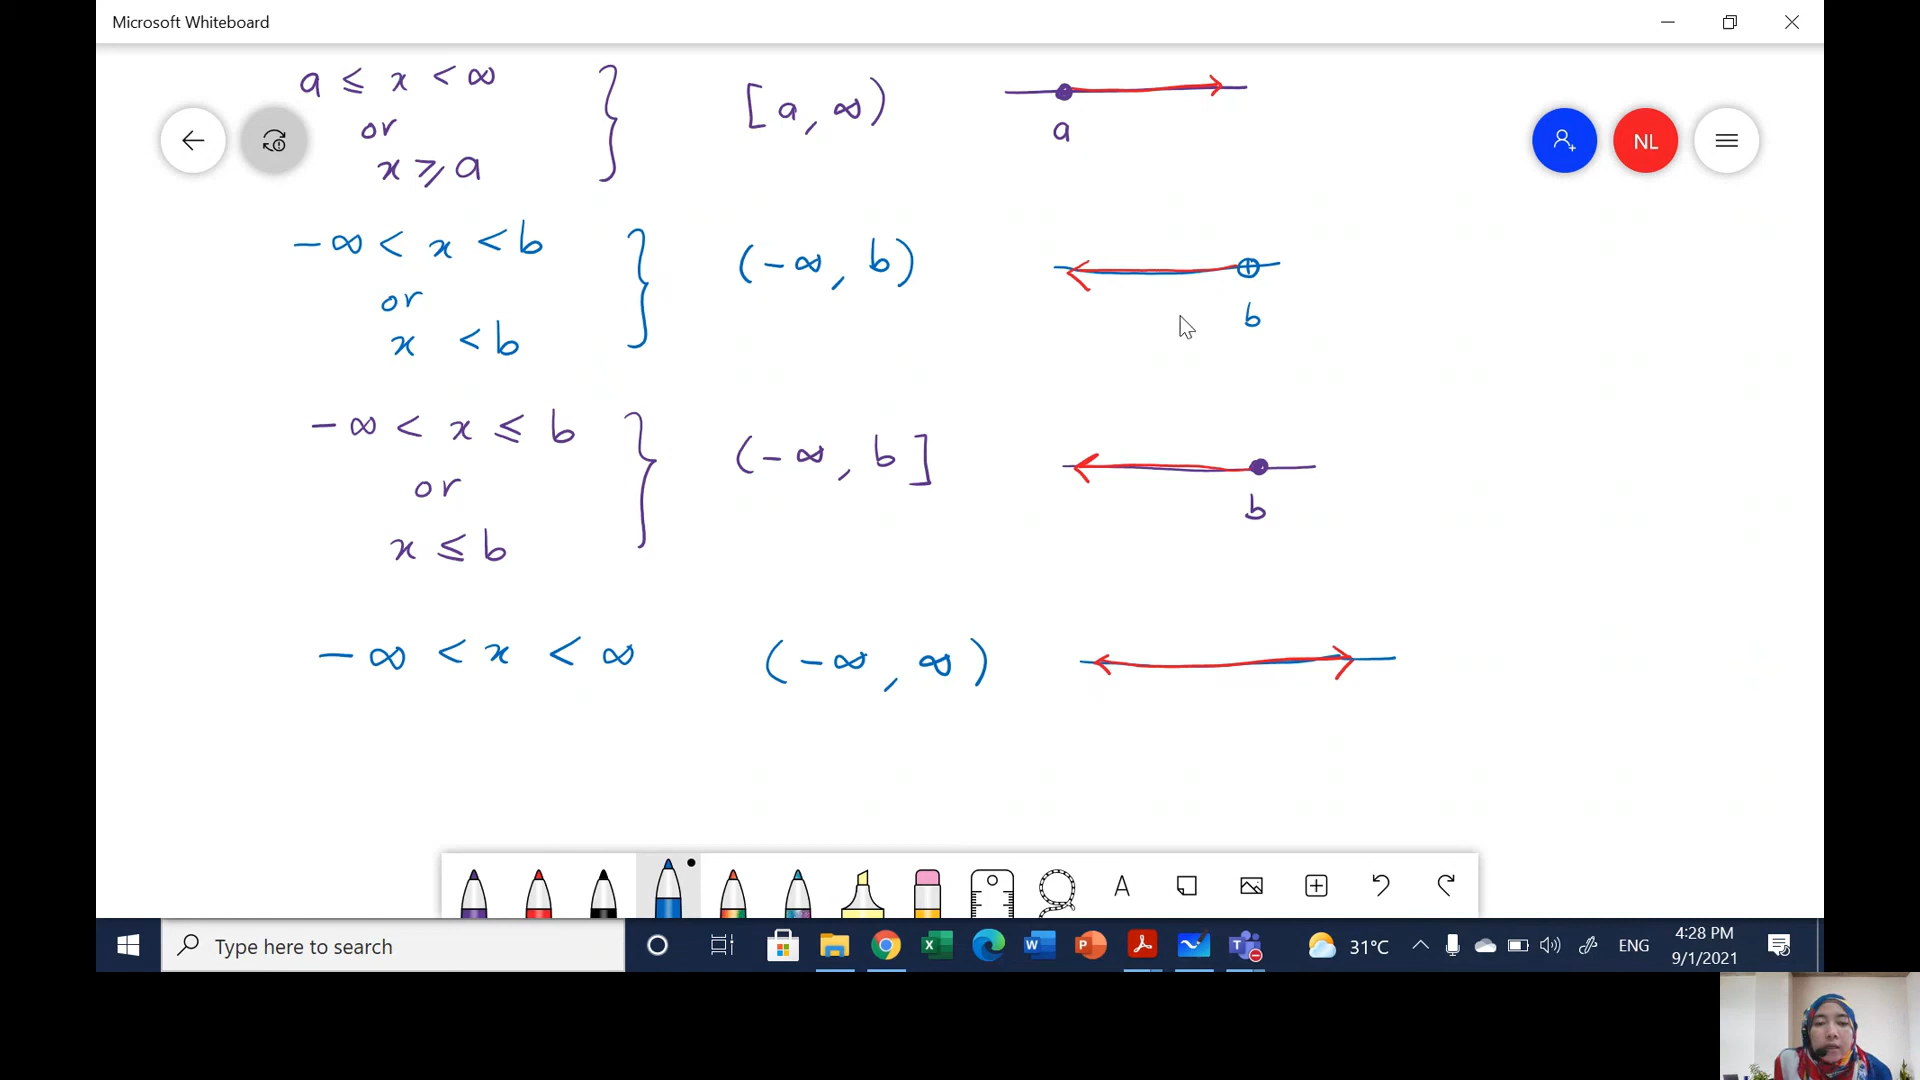 Microsoft Whiteboard
a ≤ x < ∞
or
x ⩾ a
[a, ∞)
a
NL
-∞ < x < b
or
x < b
(-∞, b)
b
-∞ < x ≤ b
or
x ≤ b
(-∞, b]
b
-∞ < x < ∞
(-∞, ∞)
Type here to search
31°C
ENG
4:28 PM
9/1/2021